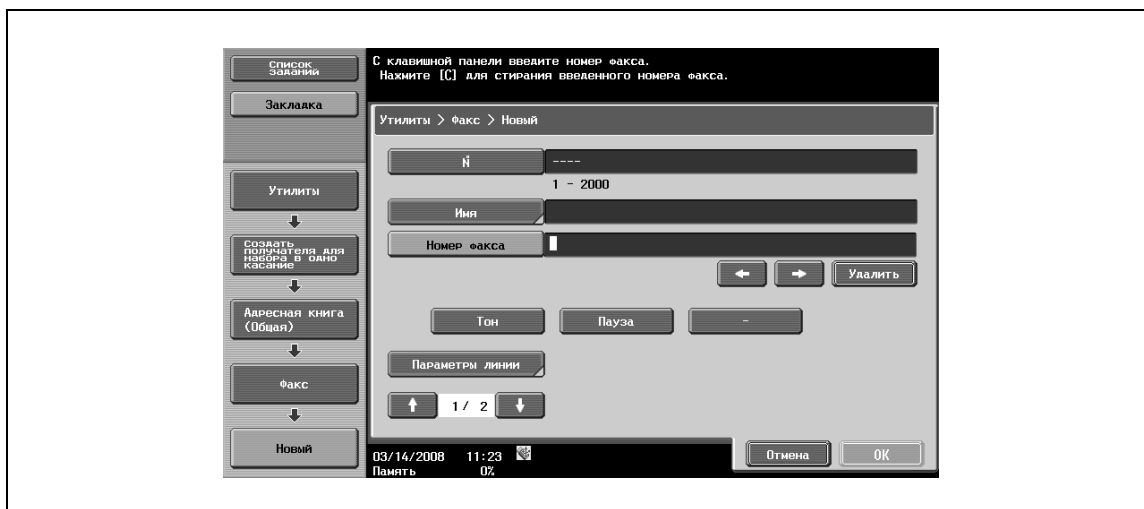 Список
заданий
Закладка
Утилиты
Создать
получателя для
набора в одно
касание
Адресная книга
(Общая)
Факс
Новый
С клавишной панели введите номер факса.
Нажмите [C] для стирания введенного номера факса.
Утилиты > Факс > Новый
№ ----
1 - 2000
Имя
Номер факса
Удалить
Тон Пауза -
Параметры линии
1/ 2
03/14/2008 11:23
Память 0%
Отмена OK